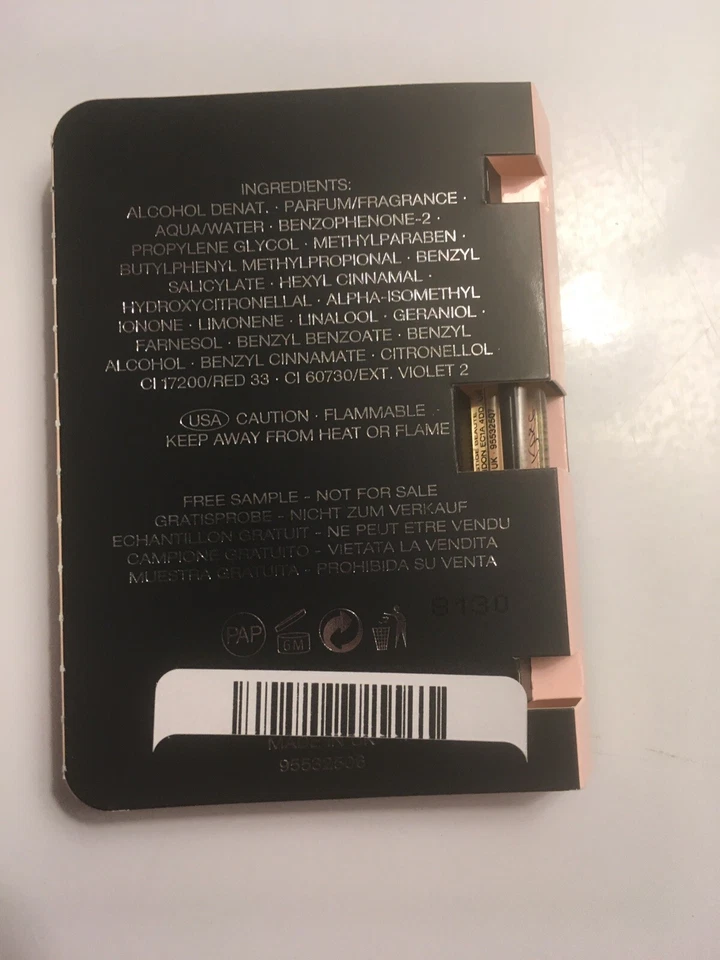 INGREDIENTS:
ALCOHOL DENAT. · PARFUM/FRAGRANCE ·
AQUA/WATER · BENZOPHENONE-2 ·
PROPYLENE GLYCOL · METHYLPARABEN ·
BUTYLPHENYL METHYLPROPIONAL · BENZYL
SALICYLATE · HEXYL CINNAMAL ·
HYDROXYCITRONELLAL · ALPHA-ISOMETHYL
IONONE · LIMONENE · LINALOOL · GERANIOL ·
FARNESOL · BENZYL BENZOATE · BENZYL
ALCOHOL · BENZYL CINNAMATE · CITRONELLOL
CI 17200/RED 33 · CI 60730/EXT. VIOLET 2
USA CAUTION · FLAMMABLE ·
KEEP AWAY FROM HEAT OR FLAME
FREE SAMPLE - NOT FOR SALE
GRATISPROBE - NICHT ZUM VERKAUF
ECHANTILLON GRATUIT - NE PEUT ETRE VENDU
CAMPIONE GRATUITO - VIETATA LA VENDITA
MUESTRA GRATUITA - PROHIBIDA SU VENTA
8130
PAP 6M
MADE IN UK
95532506
UK 9553250